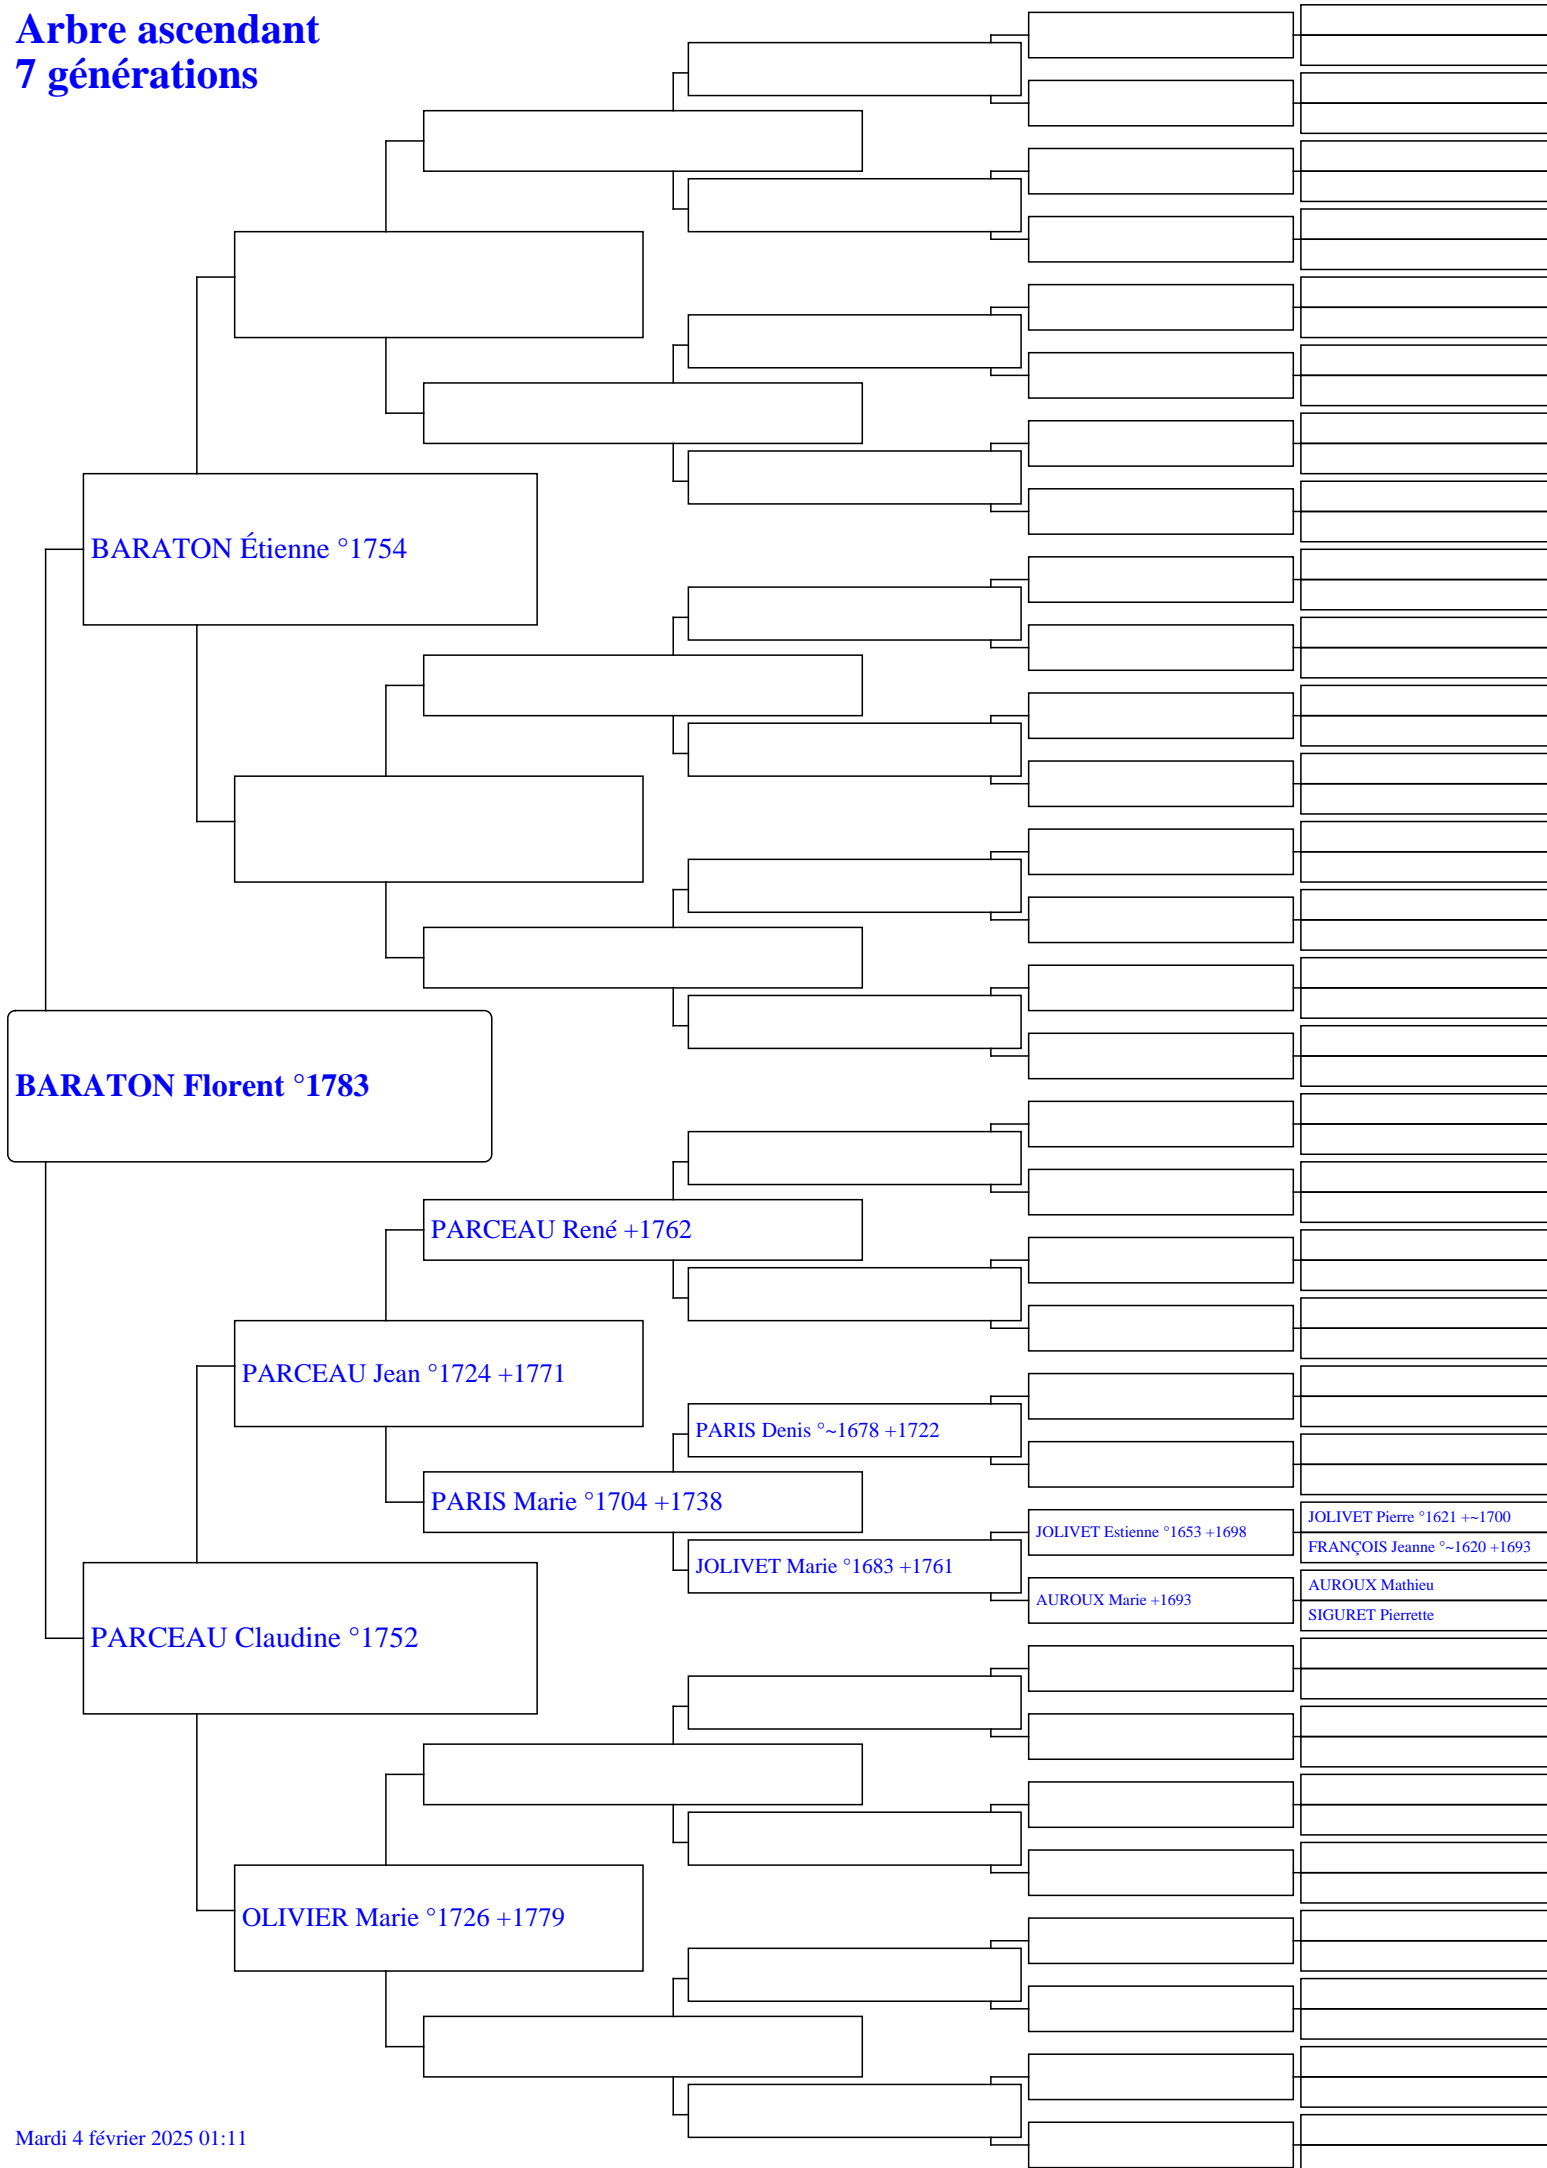 Arbre ascendant
7 générations
BARATON Étienne °1754
BARATON Florent °1783
PARCEAU René +1762
PARCEAU Jean °1724 +1771
PARIS Denis °~1678 +1722
PARIS Marie °1704 +1738
JOLIVET Pierre °1621 +~1700
JOLIVET Estienne °1653 +1698
FRANÇOIS Jeanne °~1620 +1693
JOLIVET Marie °1683 +1761
AUROUX Mathieu
AUROUX Marie +1693
SIGURET Pierrette
PARCEAU Claudine °1752
OLIVIER Marie °1726 +1779
Mardi 4 février 2025 01:11